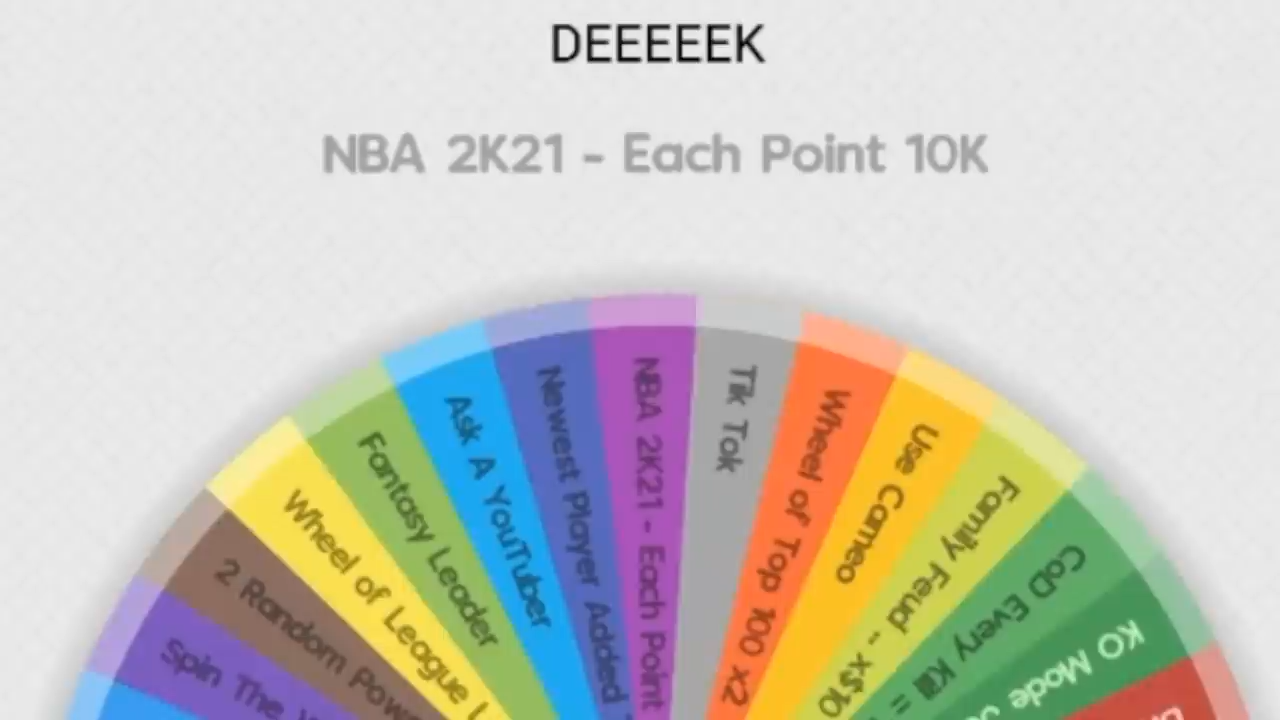 DEEEEEK
NBA 2K21 - Each Point 10K
Spin The
2 Random
Wheel of League
Fantasy Leader
Ask A YouTuber
Newest Player Added
NBA 2K21 - Each Point
Tik Tok
Wheel of Top 100 x2
Use Cameo
Family Feud -- x$10
CoD Every Kill =
KO Mode